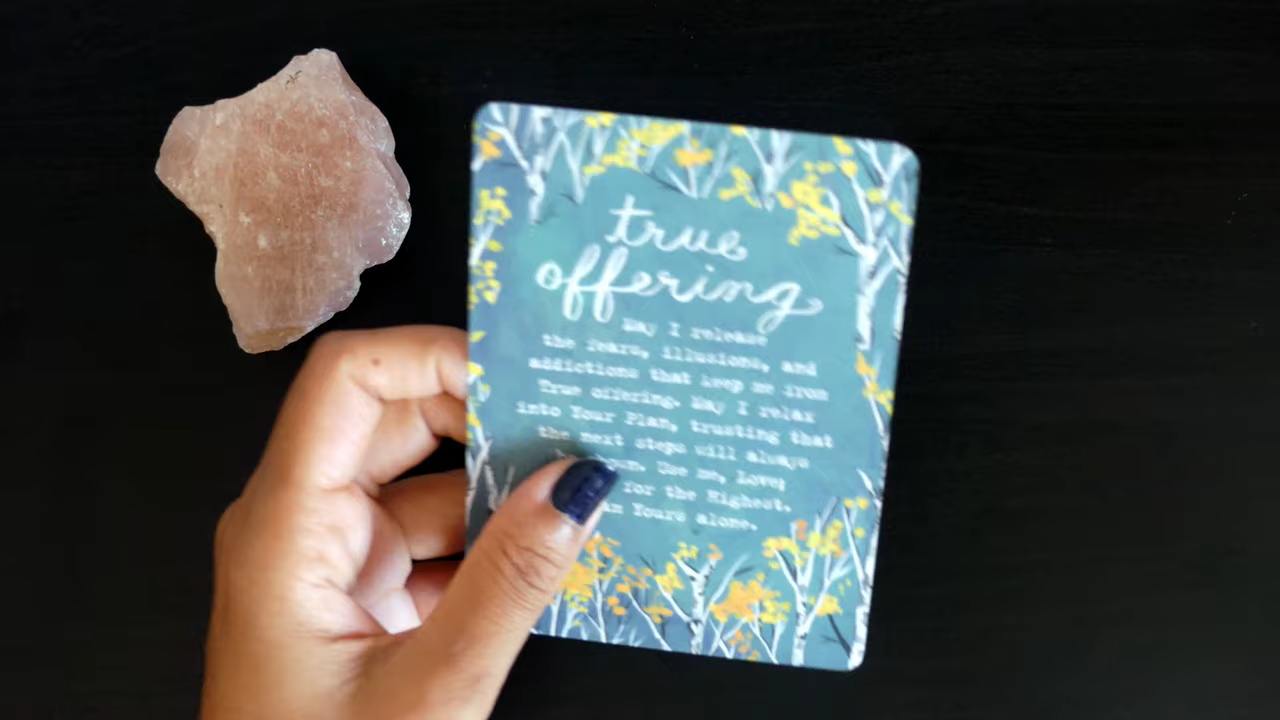 true
offering
May I release
the fears, illusions, and
addictions that keep me from
True offering. May I relax
into Your Plan, trusting that
the next steps will always
Use me, Love;
for the Highest.
Yours alone.